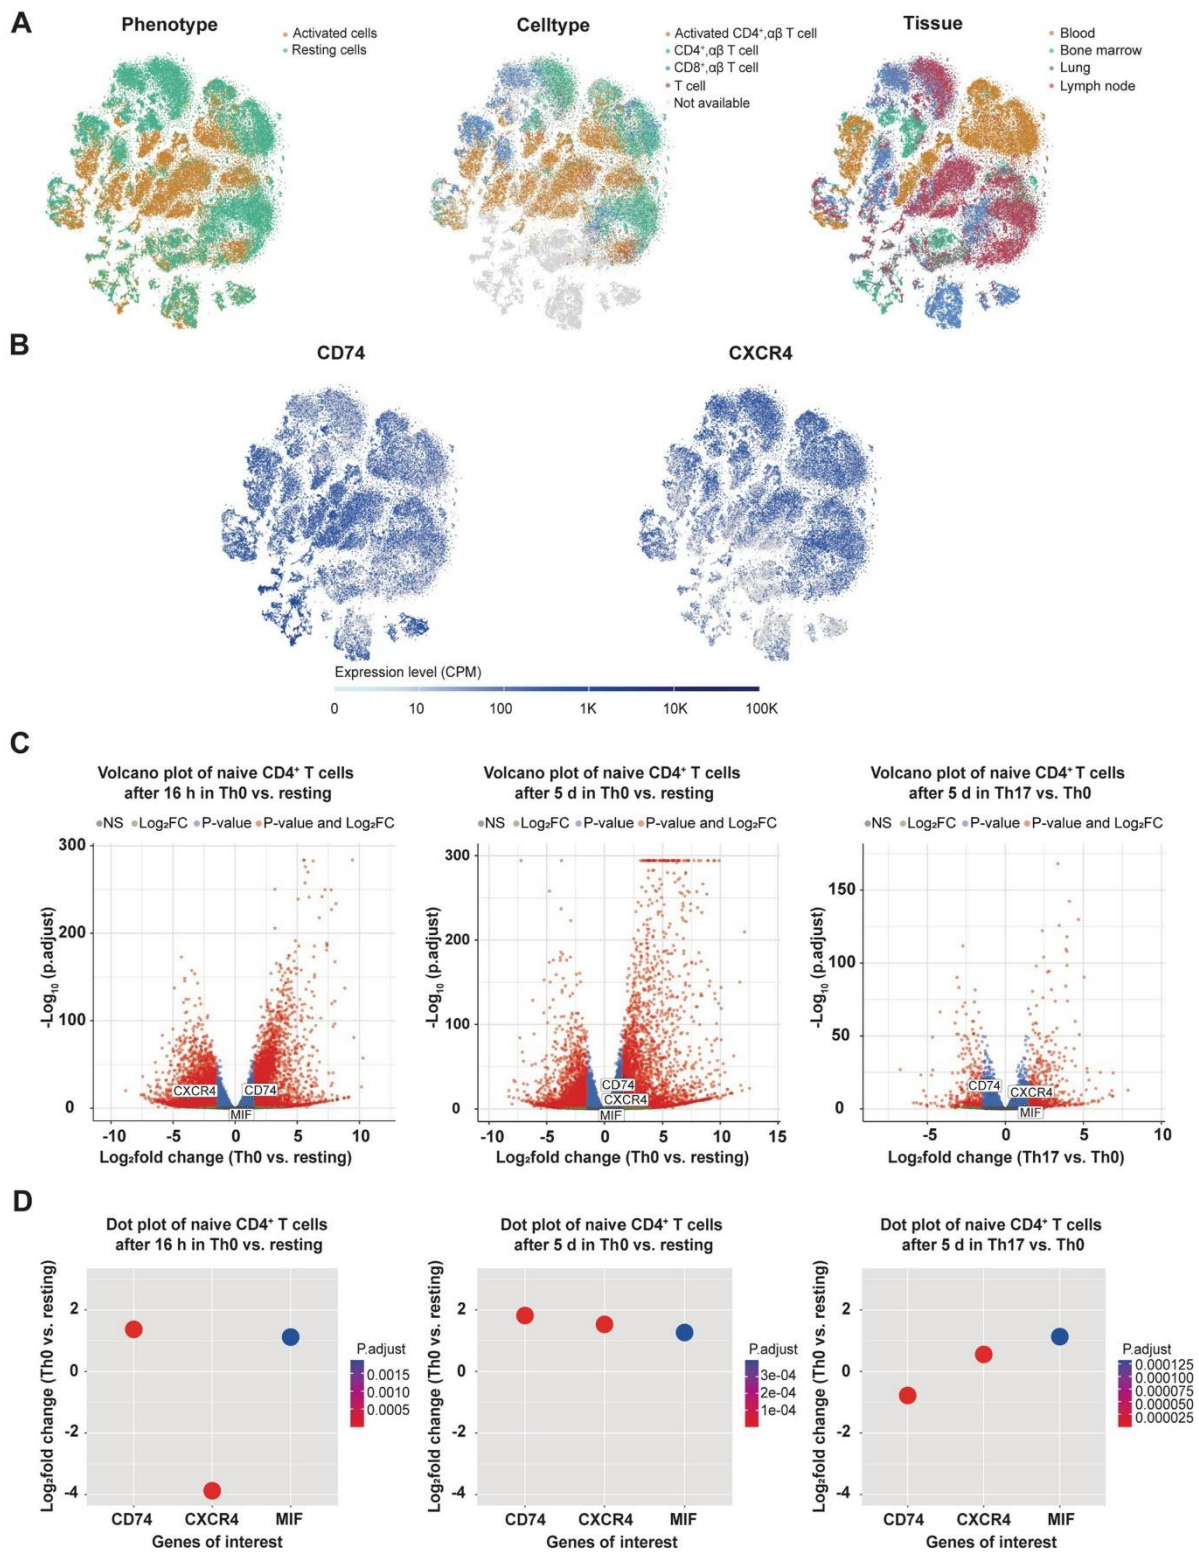 A
Phenotype
Activated cells
Resting cells
Celltype
Activated CD4⁺,αβ T cell
CD4⁺,αβ T cell
CD8⁺,αβ T cell
T cell
Not available
Tissue
Blood
Bone marrow
Lung
Lymph node
B
CD74
CXCR4
Expression level (CPM)
0 10 100 1K 10K 100K
C
Volcano plot of naive CD4⁺ T cells
after 16 h in Th0 vs. resting
NS Log₂FC P-value P-value and Log₂FC
300
200
100
0
-Log₁₀ (p.adjust)
CXCR4
CD74
MIF
-10 -5 0 5 10
Log₂fold change (Th0 vs. resting)
Volcano plot of naive CD4⁺ T cells
after 5 d in Th0 vs. resting
NS Log₂FC P-value P-value and Log₂FC
300
200
100
0
-Log₁₀ (p.adjust)
CD74
CXCR4
MIF
-10 -5 0 5 10 15
Log₂fold change (Th0 vs. resting)
Volcano plot of naive CD4⁺ T cells
after 5 d in Th17 vs. Th0
NS Log₂FC P-value P-value and Log₂FC
150
100
50
0
-Log₁₀ (p.adjust)
CD74
CXCR4
MIF
-5 0 5 10
Log₂fold change (Th17 vs. Th0)
D
Dot plot of naive CD4⁺ T cells
after 16 h in Th0 vs. resting
Log₂fold change (Th0 vs. resting)
2
0
-2
-4
CD74 CXCR4 MIF
Genes of interest
P.adjust
0.0015
0.0010
0.0005
Dot plot of naive CD4⁺ T cells
after 5 d in Th0 vs. resting
Log₂fold change (Th0 vs. resting)
2
0
-2
-4
CD74 CXCR4 MIF
Genes of interest
P.adjust
3e-04
2e-04
1e-04
Dot plot of naive CD4⁺ T cells
after 5 d in Th17 vs. Th0
Log₂fold change (Th0 vs. resting)
2
0
-2
-4
CD74 CXCR4 MIF
Genes of interest
P.adjust
0.000125
0.000100
0.000075
0.000050
0.000025